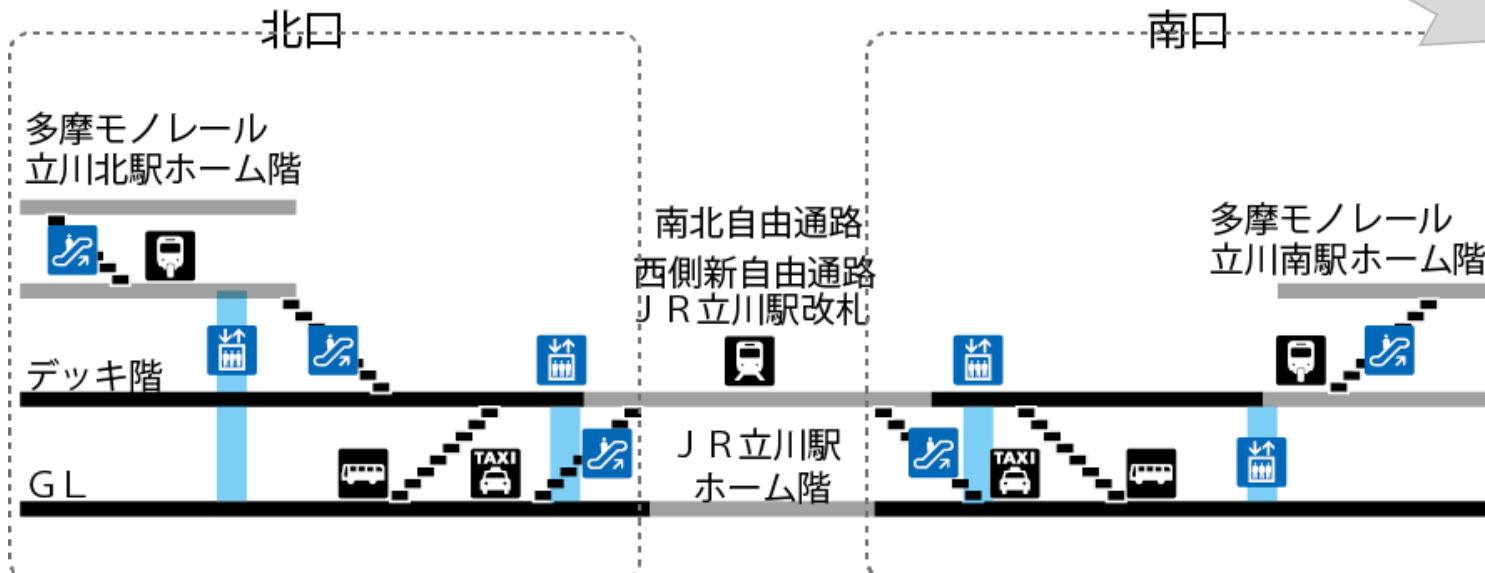 北口
南口
多摩モノレール
立川北駅ホーム階
南北自由通路
西側新自由通路
ＪＲ立川駅改札
多摩モノレール
立川南駅ホーム階
デッキ階
TAXI
ＪＲ立川駅
ホーム階
TAXI
ＧＬ